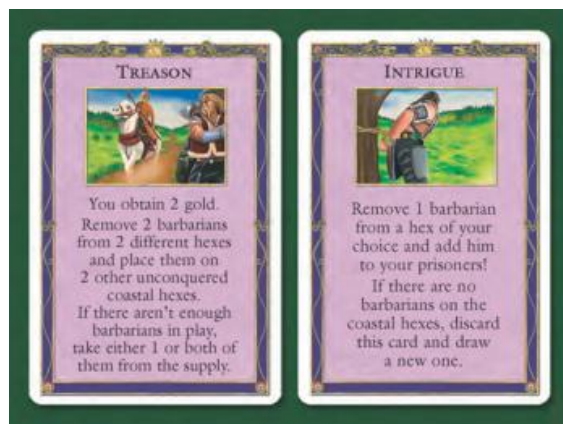 TREASON
You obtain 2 gold.
Remove 2 barbarians
from 2 different hexes
and place them on
2 other unconquered
coastal hexes.
If there aren't enough
barbarians in play,
take either 1 or both of
them from the supply.
INTRIGUE
Remove 1 barbarian
from a hex of your
choice and add him
to your prisoners!
If there are no
barbarians on the
coastal hexes, discard
this card and draw
a new one.